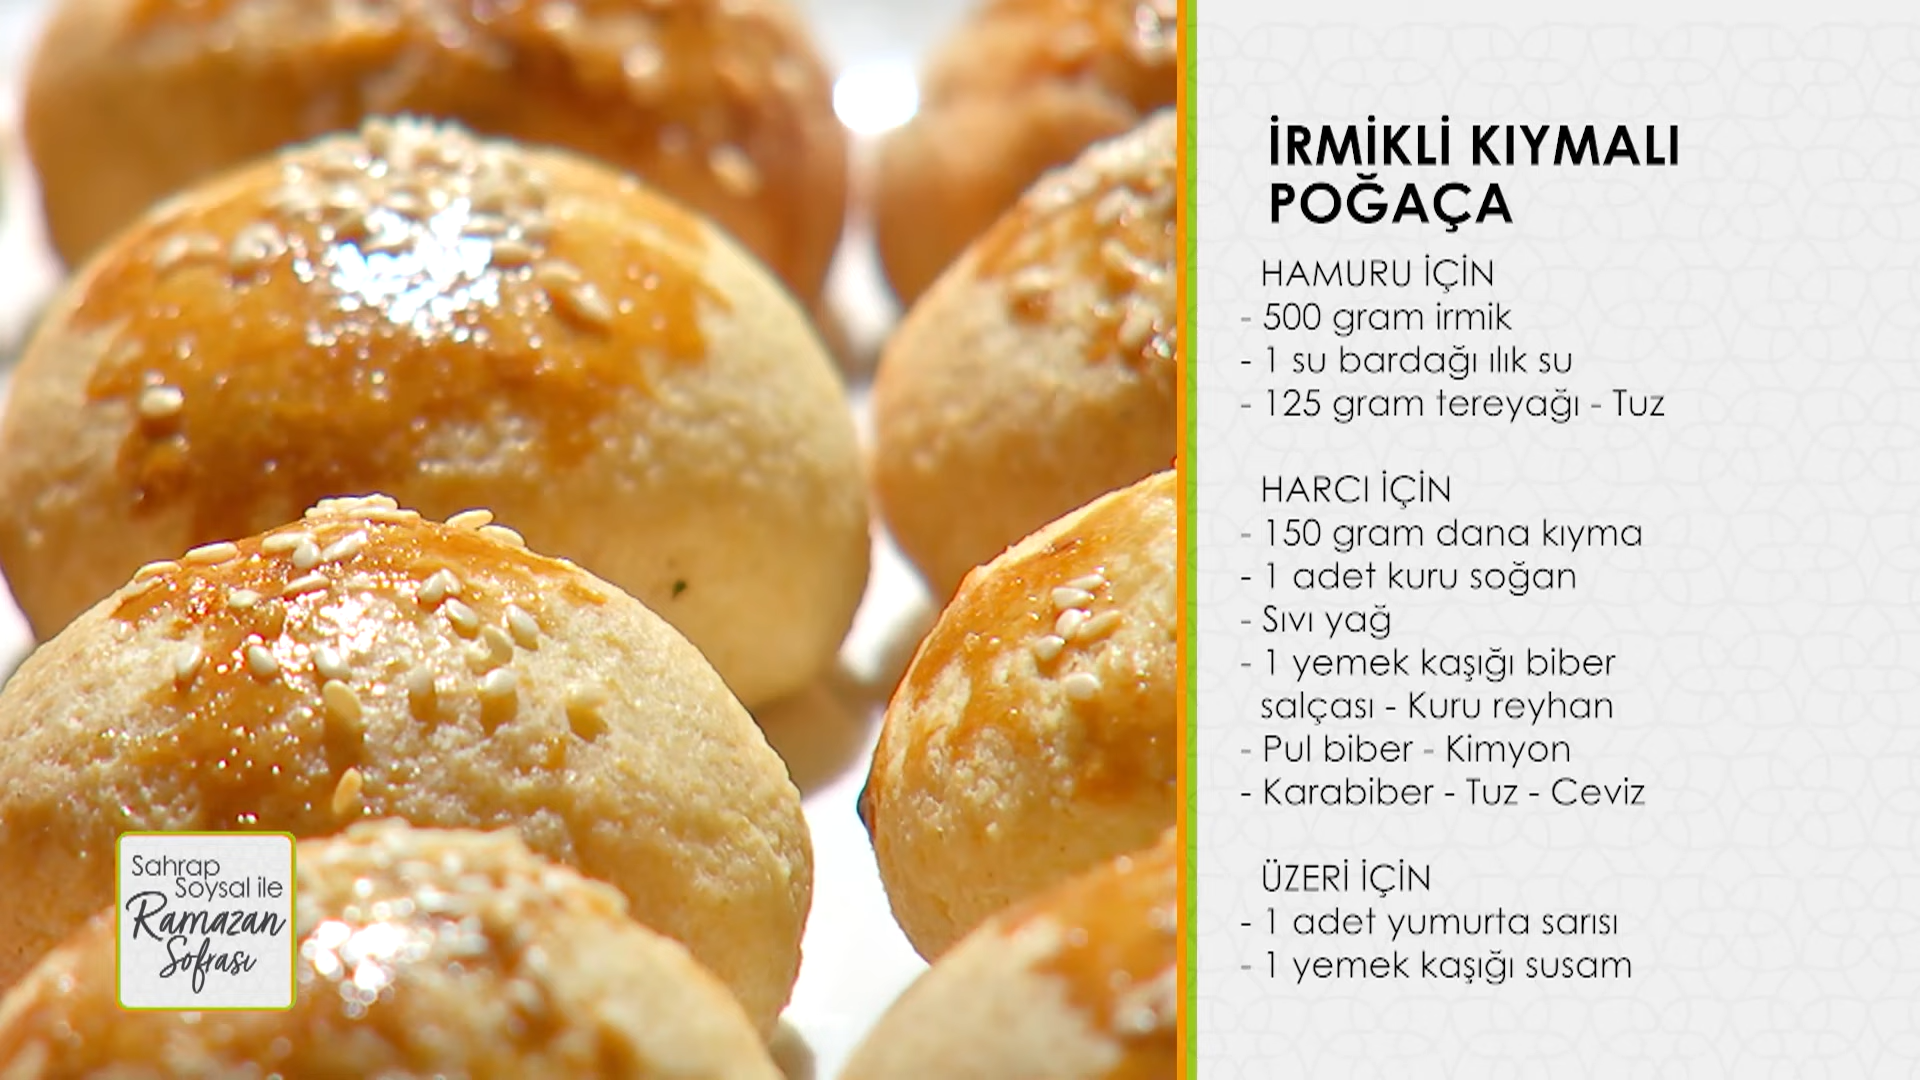 İRMİKLİ KIYMALI
POĞAÇA
HAMURU İÇİN
- 500 gram irmik
- 1 su bardağı ılık su
- 125 gram tereyağı - Tuz
HARCI İÇİN
- 150 gram dana kıyma
- 1 adet kuru soğan
- Sıvı yağ
- 1 yemek kaşığı biber
salçası - Kuru reyhan
- Pul biber - Kimyon
- Karabiber - Tuz - Ceviz
ÜZERİ İÇİN
- 1 adet yumurta sarısı
- 1 yemek kaşığı susam
Sahrap
Soysal ile
Ramazan
Sofrası